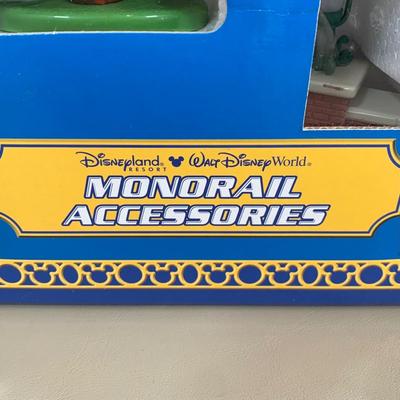 Disneyland Walt Disney World®
RESORT
MONORAIL
ACCESSORIES